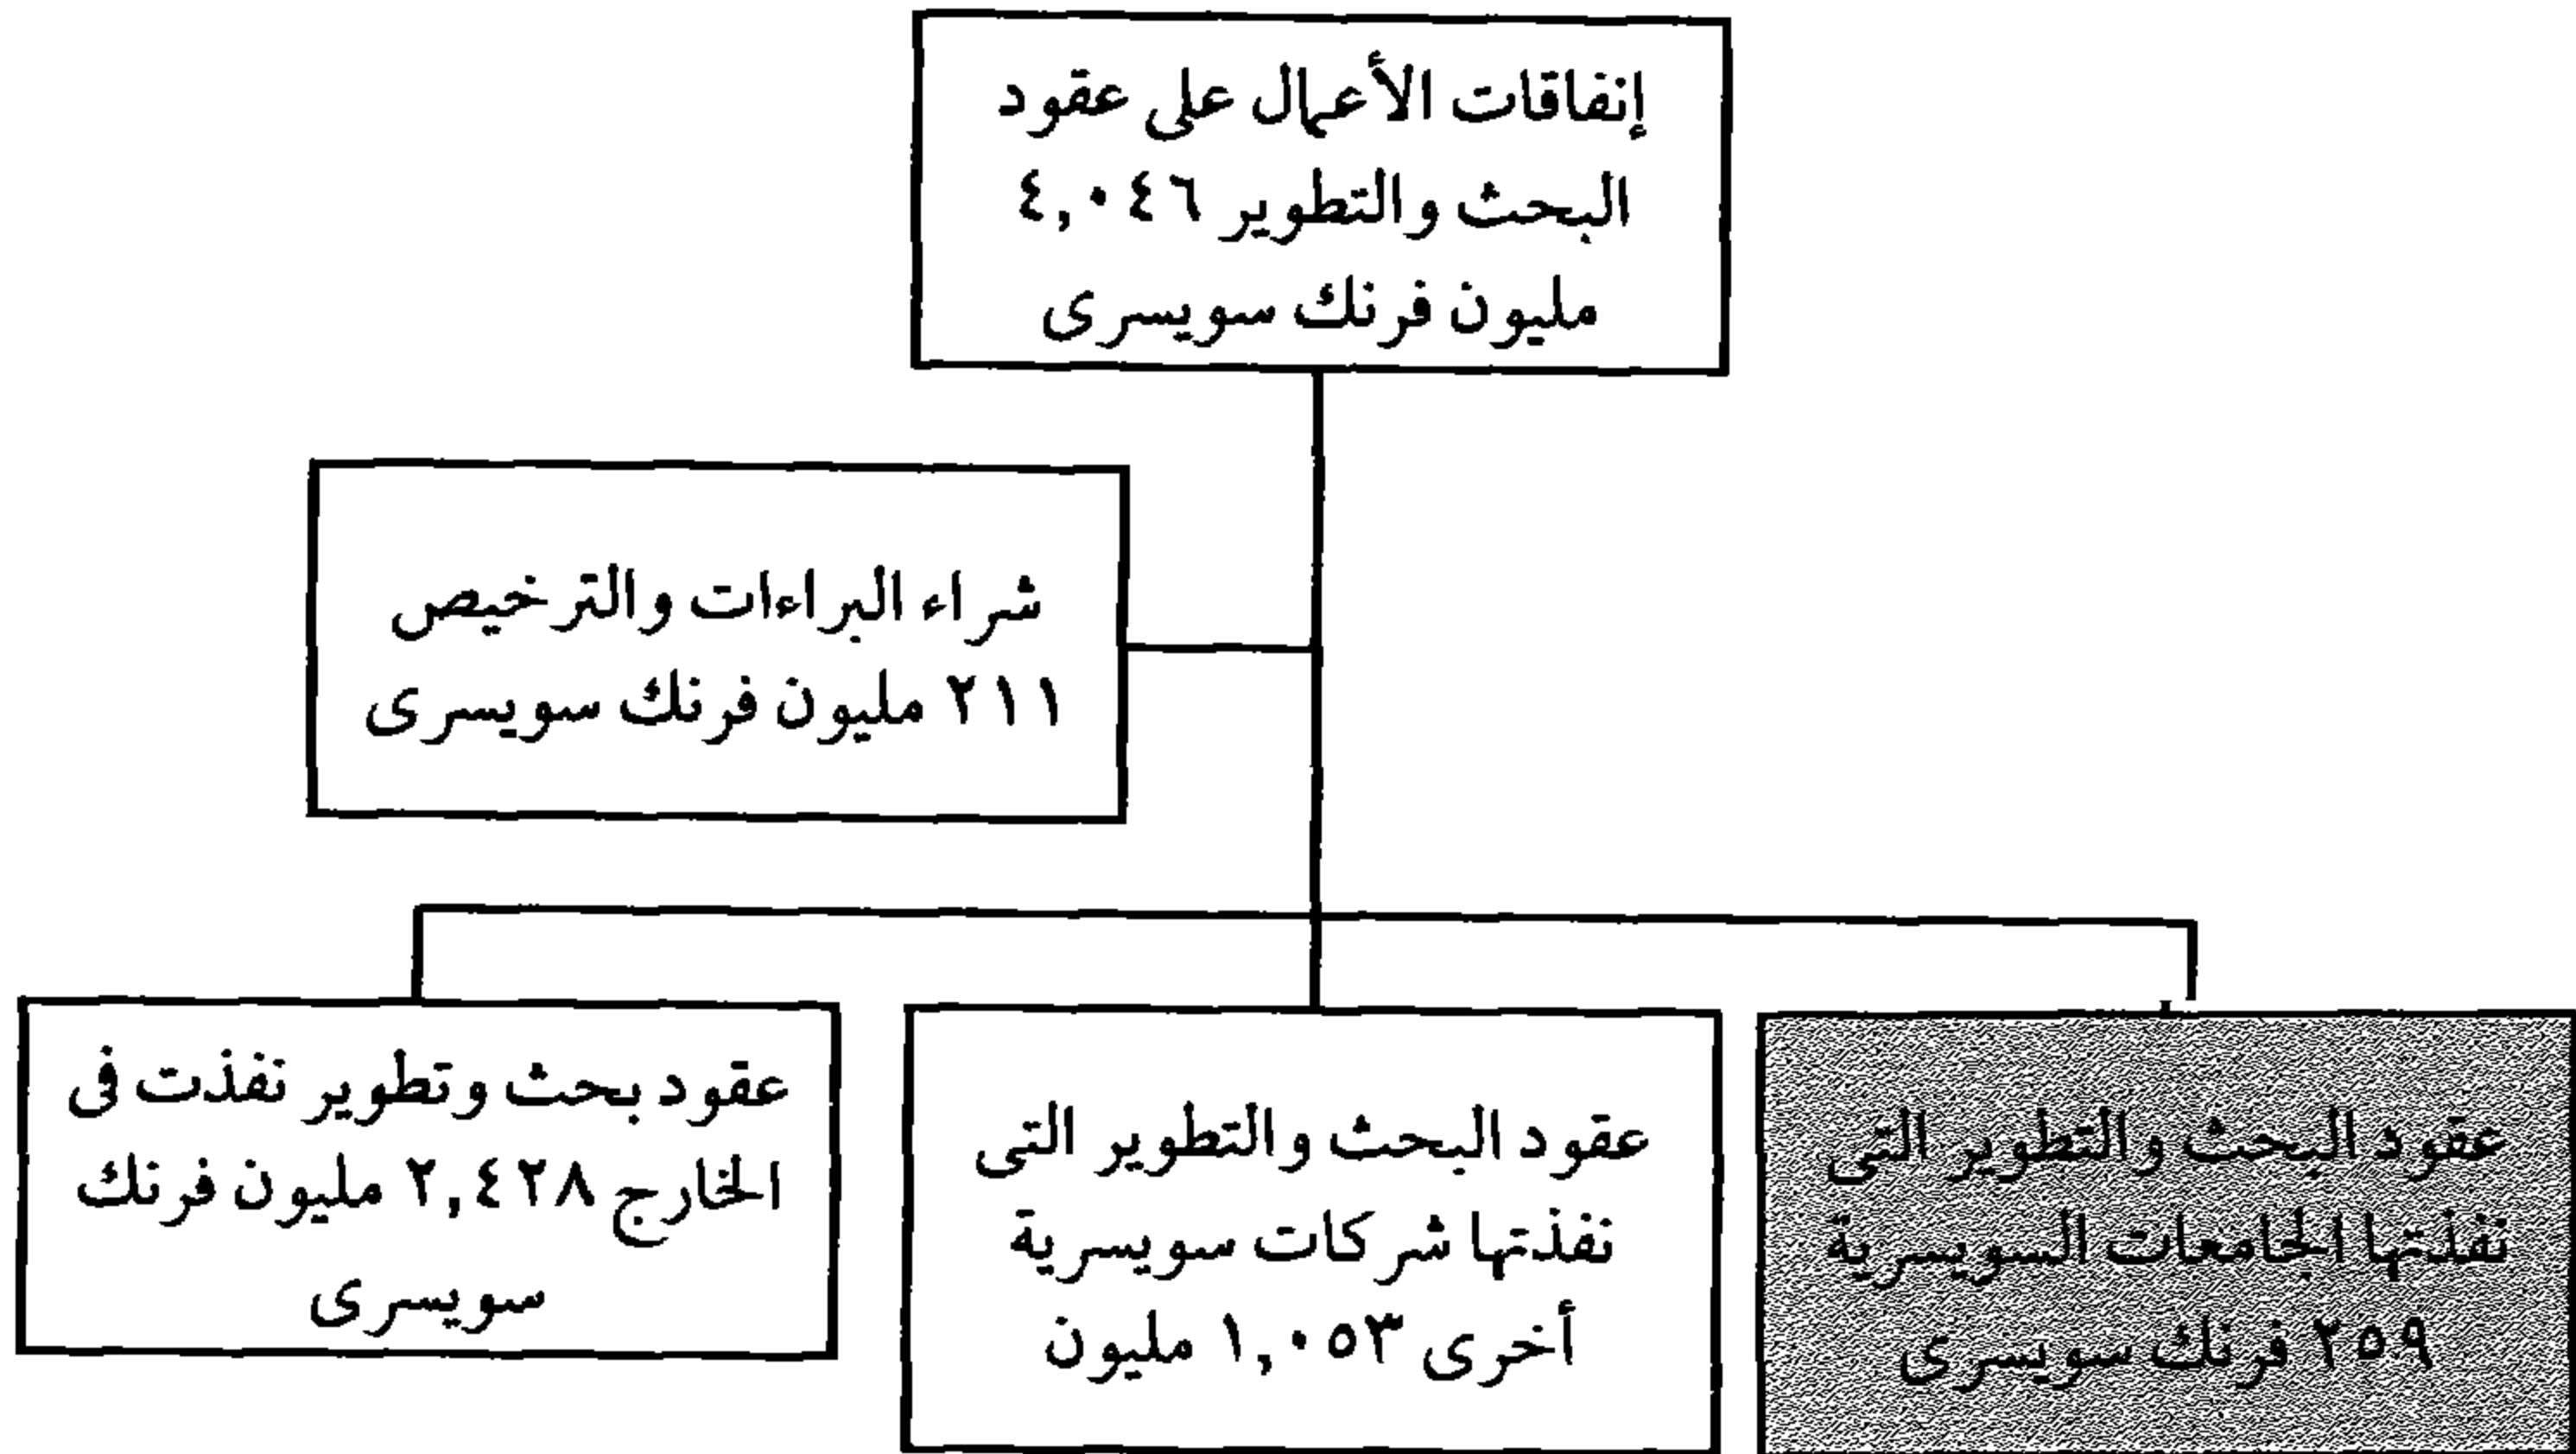 إنفاقات الأعمال على عقود
البحث والتطوير ٤,٠٤٦
مليون فرنك سويسرى
شراء البراءات والترخيص
٢١١ مليون فرنك سويسرى
عقود البحث والتطوير التى
نفذتها الجامعات السويسرية
٢٥٩ فرنك سويسرى
عقود البحث والتطوير التى
نفذتها شركات سويسرية
أخرى ١,٠٥٣ مليون
عقود بحث وتطوير نفذت فى
الخارج ٢,٤٢٨ مليون فرنك
سويسرى